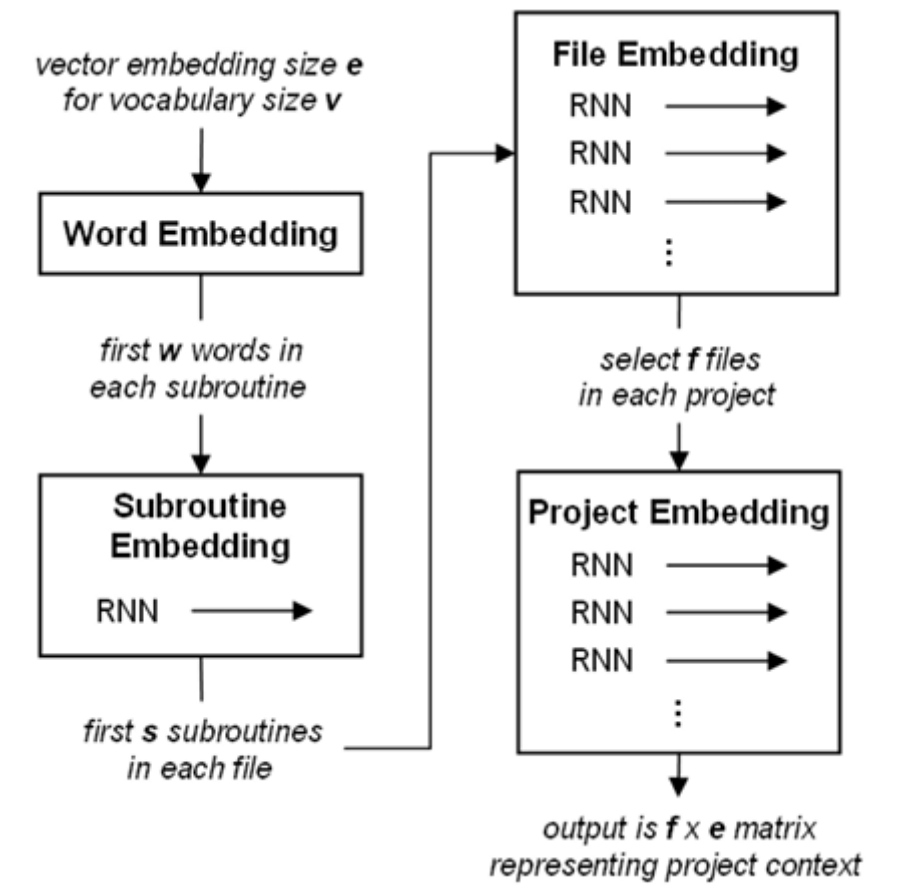 vector embedding size e
for vocabulary size v
Word Embedding
first w words in
each subroutine
Subroutine
Embedding
RNN
first s subroutines
in each file
File Embedding
RNN
RNN
RNN
⋮
select f files
in each project
Project Embedding
RNN
RNN
RNN
⋮
output is f x e matrix
representing project context